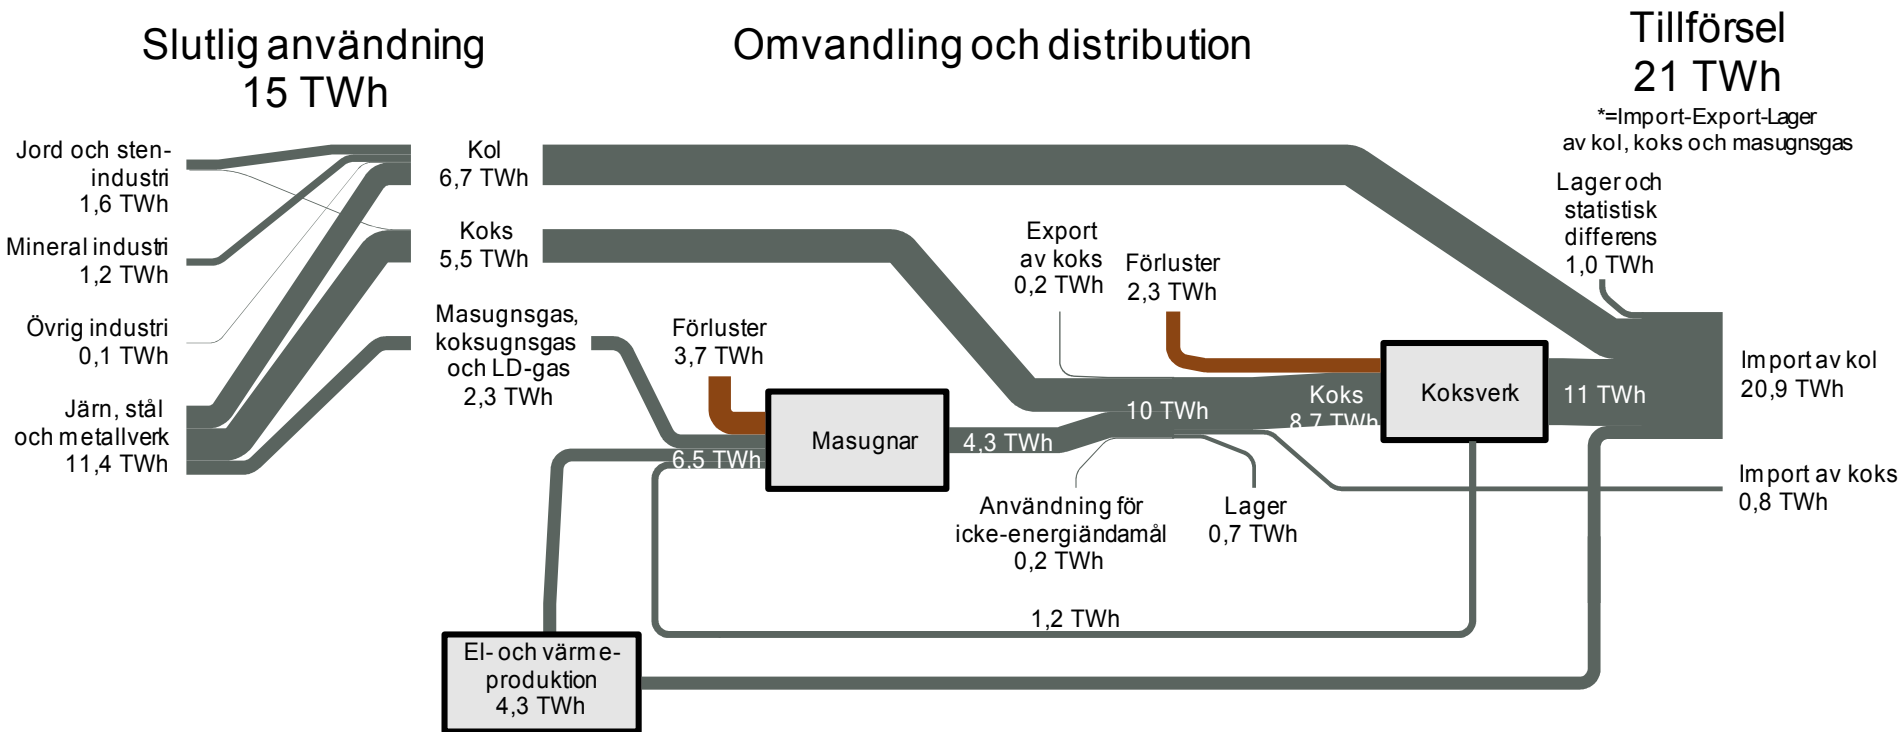 Slutlig användning
15 TWh
Omvandling och distribution
Tillförsel
21 TWh
*=Import-Export-Lager
av kol, koks och masugnsgas
Jord och sten-
industri
1,6 TWh
Mineral industri
1,2 TWh
Övrig industri
0,1 TWh
Järn, stål
och metallverk
11,4 TWh
Kol
6,7 TWh
Koks
5,5 TWh
Masugnsgas,
koksugnsgas
och LD-gas
2,3 TWh
Förluster
3,7 TWh
6,5 TWh
Masugnar
4,3 TWh
Export
av koks
0,2 TWh
Förluster
2,3 TWh
10 TWh
Koks
8,7 TWh
Koksverk
11 TWh
Lager och
statistisk
differens
1,0 TWh
Import av kol
20,9 TWh
Import av koks
0,8 TWh
Användning för
icke-energiändamål
0,2 TWh
Lager
0,7 TWh
1,2 TWh
El- och värme-
produktion
4,3 TWh